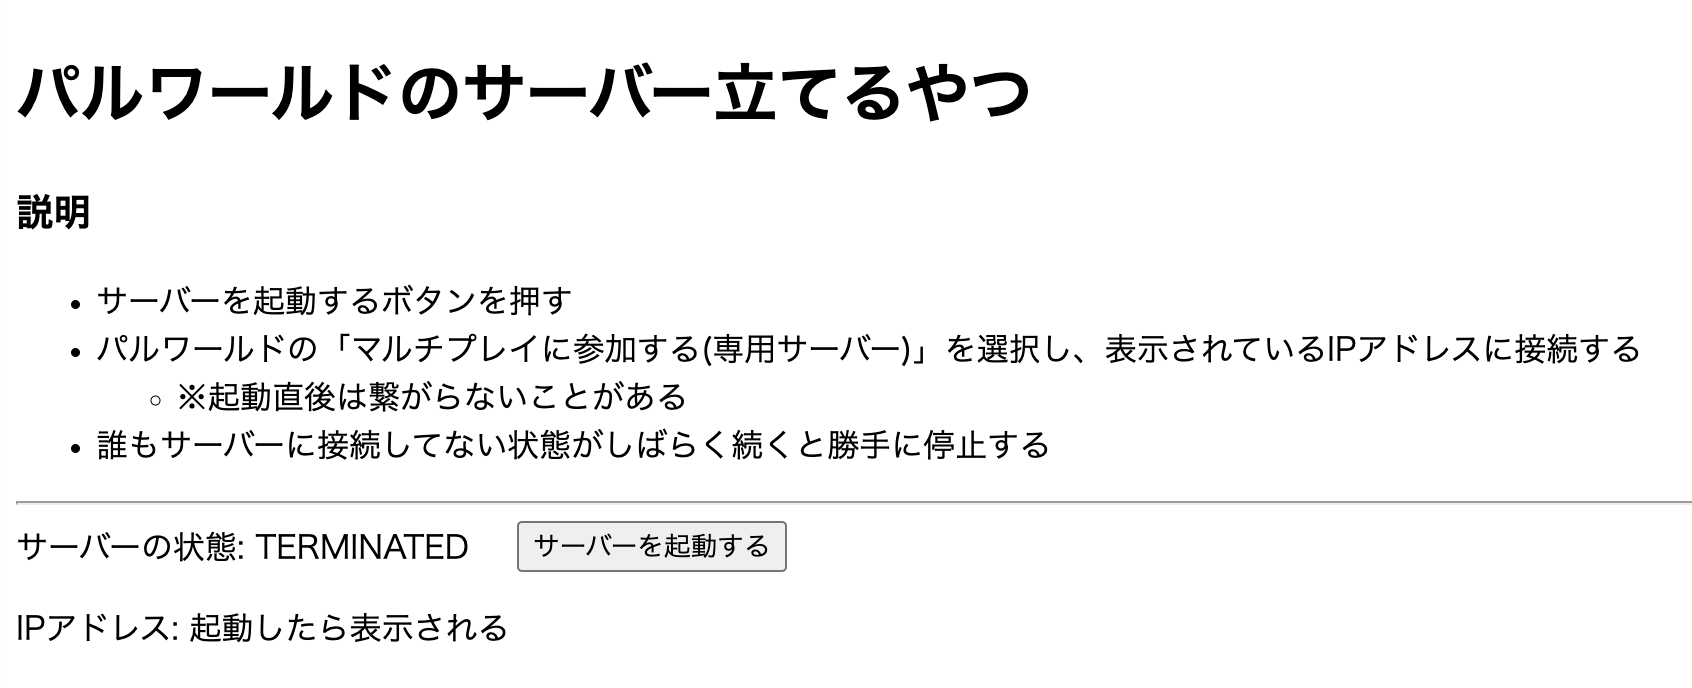 パルワールドのサーバー立てるやつ
説明
サーバーを起動するボタンを押す
パルワールドの「マルチプレイに参加する(専用サーバー)」を選択し、表示されているIPアドレスに接続する
※起動直後は繋がらないことがある
誰もサーバーに接続してない状態がしばらく続くと勝手に停止する
サーバーの状態: TERMINATED サーバーを起動する
IPアドレス: 起動したら表示される